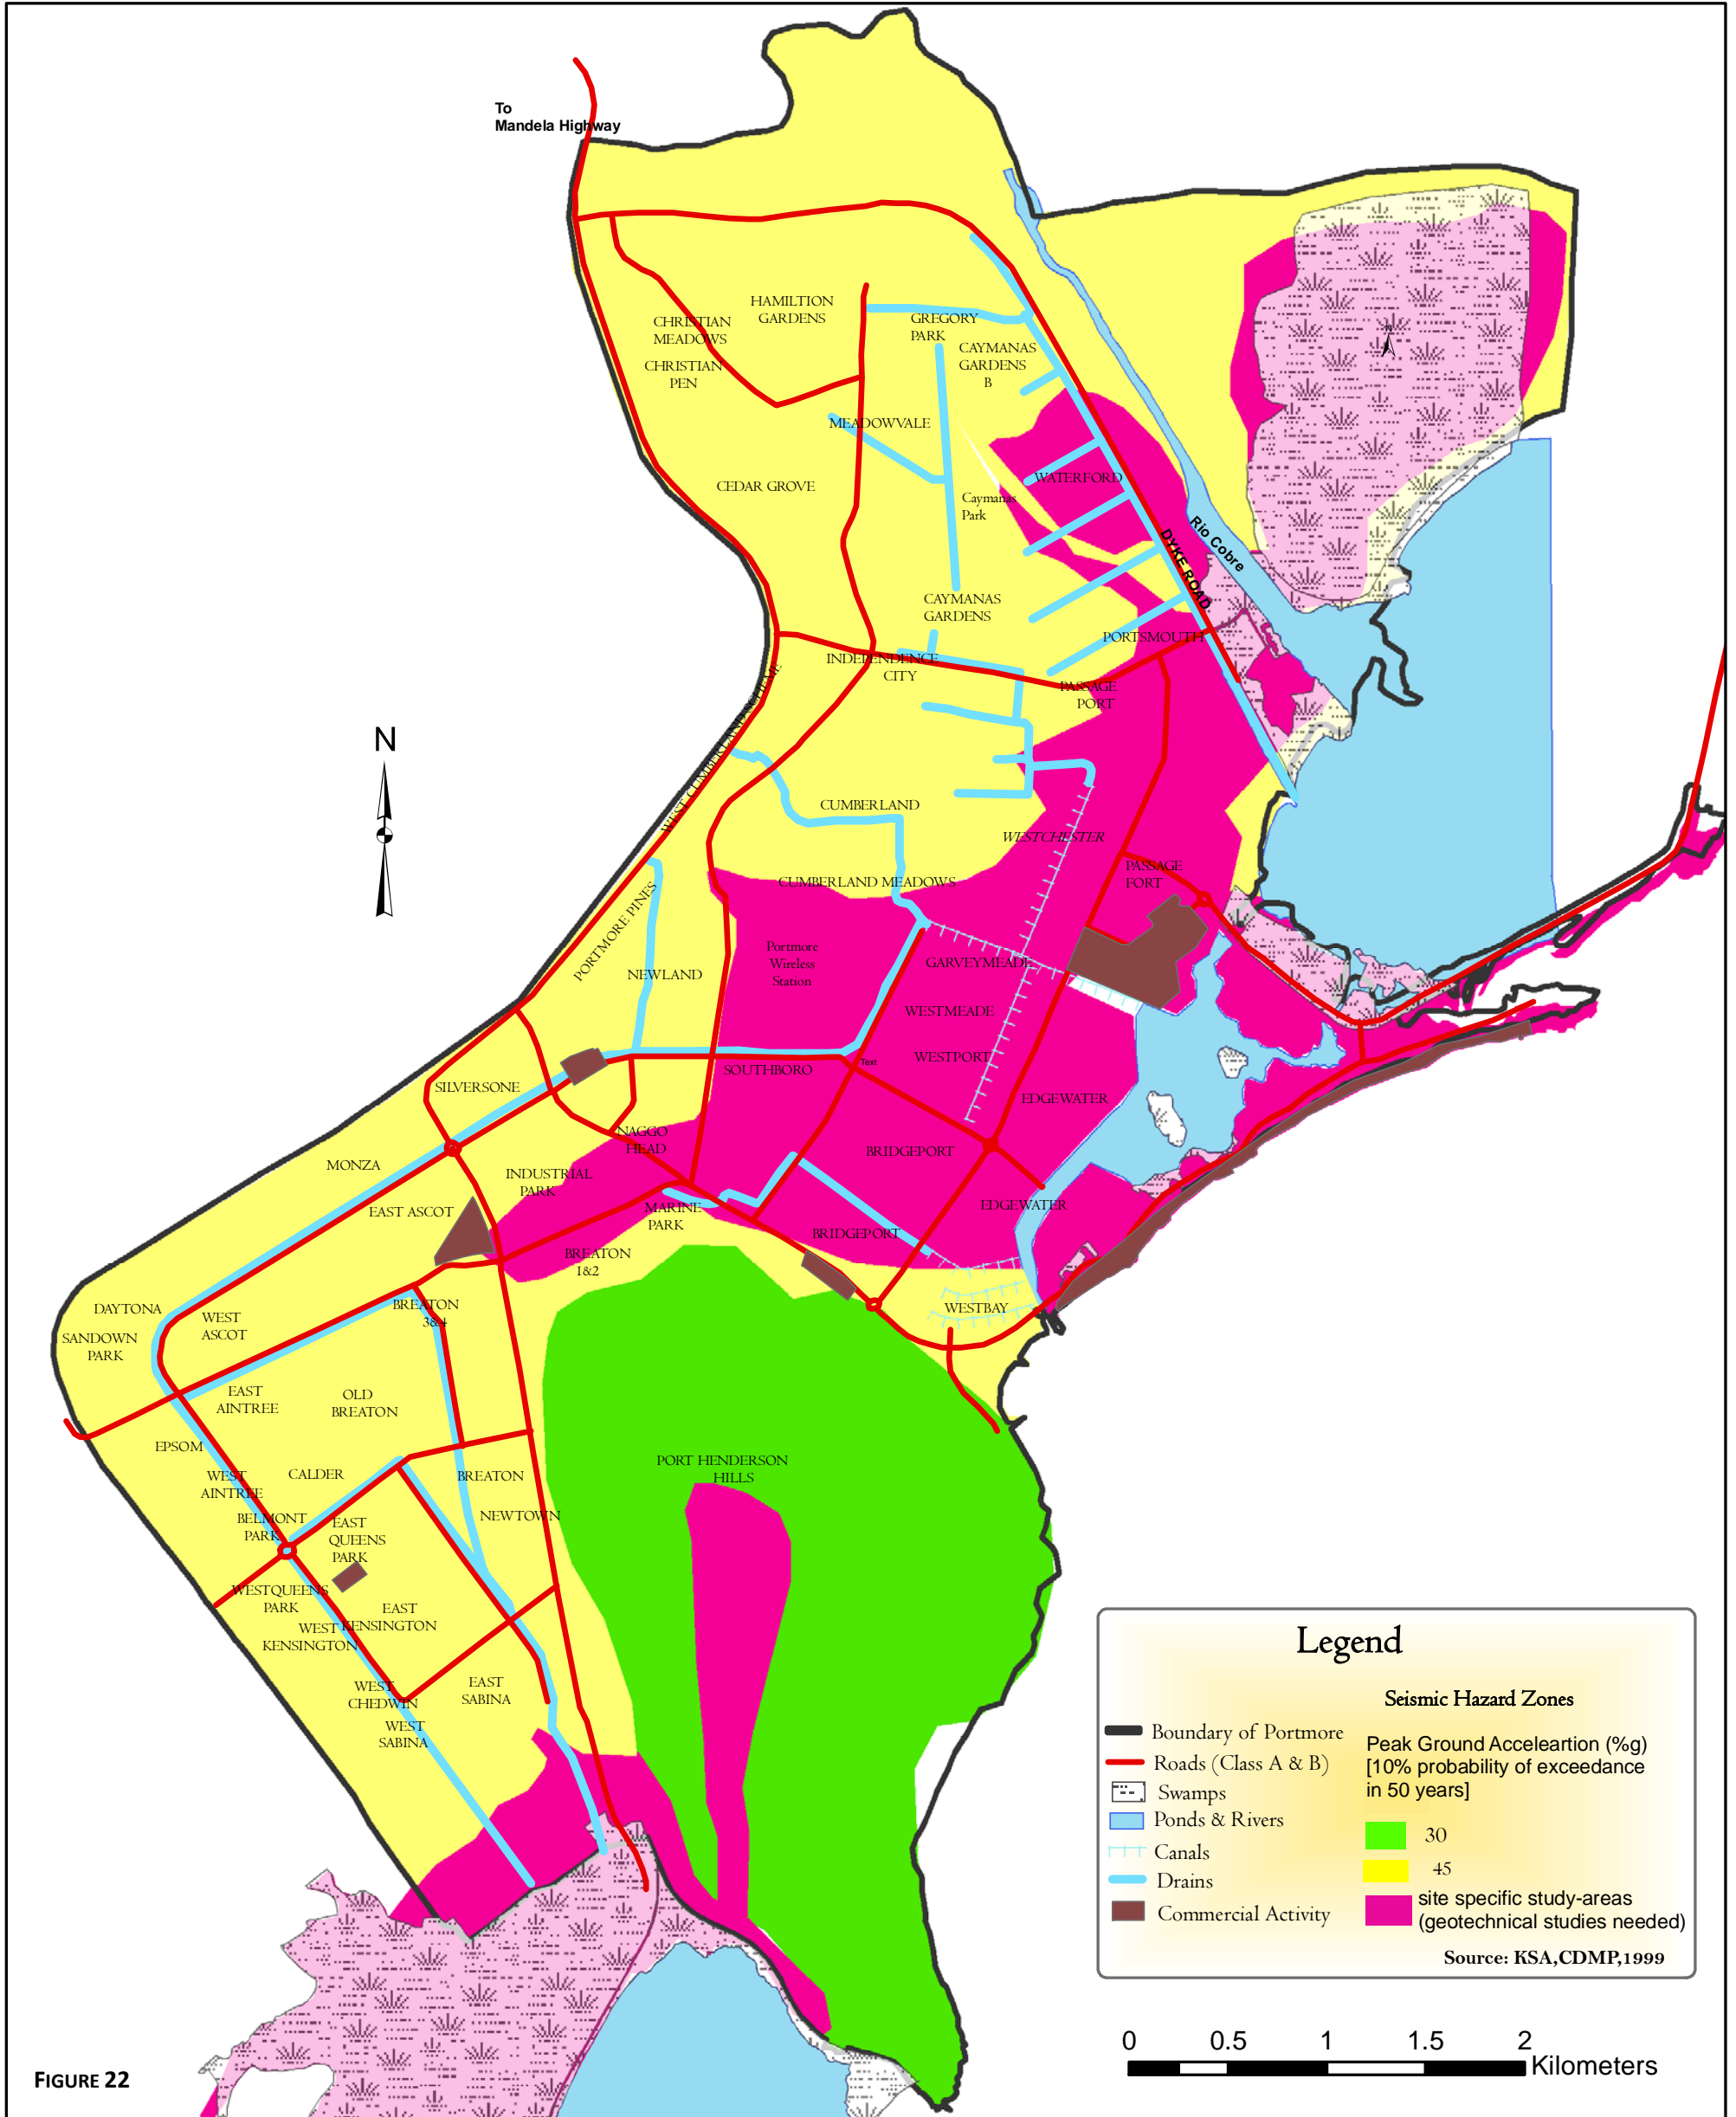 To
Mandela Highway
HAMILTION
GARDENS
CHRISTIAN
MEADOWS
CHRISTIAN
PEN
GREGORY
PARK
CAYMANAS
GARDENS
B
MEADOWVALE
CEDAR GROVE
WATERFORD
Caymanas
Park
Rio Cobre
DYKE ROAD
CAYMANAS
GARDENS
PORTSMOUTH
INDEPENDENCE
CITY
PASSAGE
PORT
WEST CUMBERLAND SCHEME
N
N
CUMBERLAND
WESTCHESTER
PASSAGE
FORT
CUMBERLAND MEADOWS
PORTMORE PINES
Portmore
Wireless
Station
GARVEYMEADE
NEWLAND
WESTMEADE
WESTPORT
Text
SOUTHBORO
SILVERSONE
EDGEWATER
NAGGO
HEAD
BRIDGEPORT
MONZA
INDUSTRIAL
PARK
EAST ASCOT
MARINE
PARK
EDGEWATER
BRIDGEPORT
BREATON
1&2
DAYTONA
WEST
ASCOT
BREATON
3&4
WESTBAY
SANDOWN
PARK
EAST
AINTREE
OLD
BREATON
EPSOM
WEST
AINTREE
CALDER
BREATON
PORT HENDERSON
HILLS
BELMONT
PARK
EAST
QUEENS
PARK
NEWTOWN
WESTQUEENS
PARK
EAST
KENSINGTON
WEST
KENSINGTON
WEST
CHEDWIN
EAST
SABINA
WEST
SABINA
Legend
Seismic Hazard Zones
Boundary of Portmore
Roads (Class A & B)
Swamps
Ponds & Rivers
Canals
Drains
Commercial Activity
Peak Ground Acceleartion (%g)
[10% probability of exceedance
in 50 years]
30
45
site specific study-areas
(geotechnical studies needed)
Source: KSA,CDMP,1999
0 0.5 1 1.5 2
Kilometers
FIGURE 22